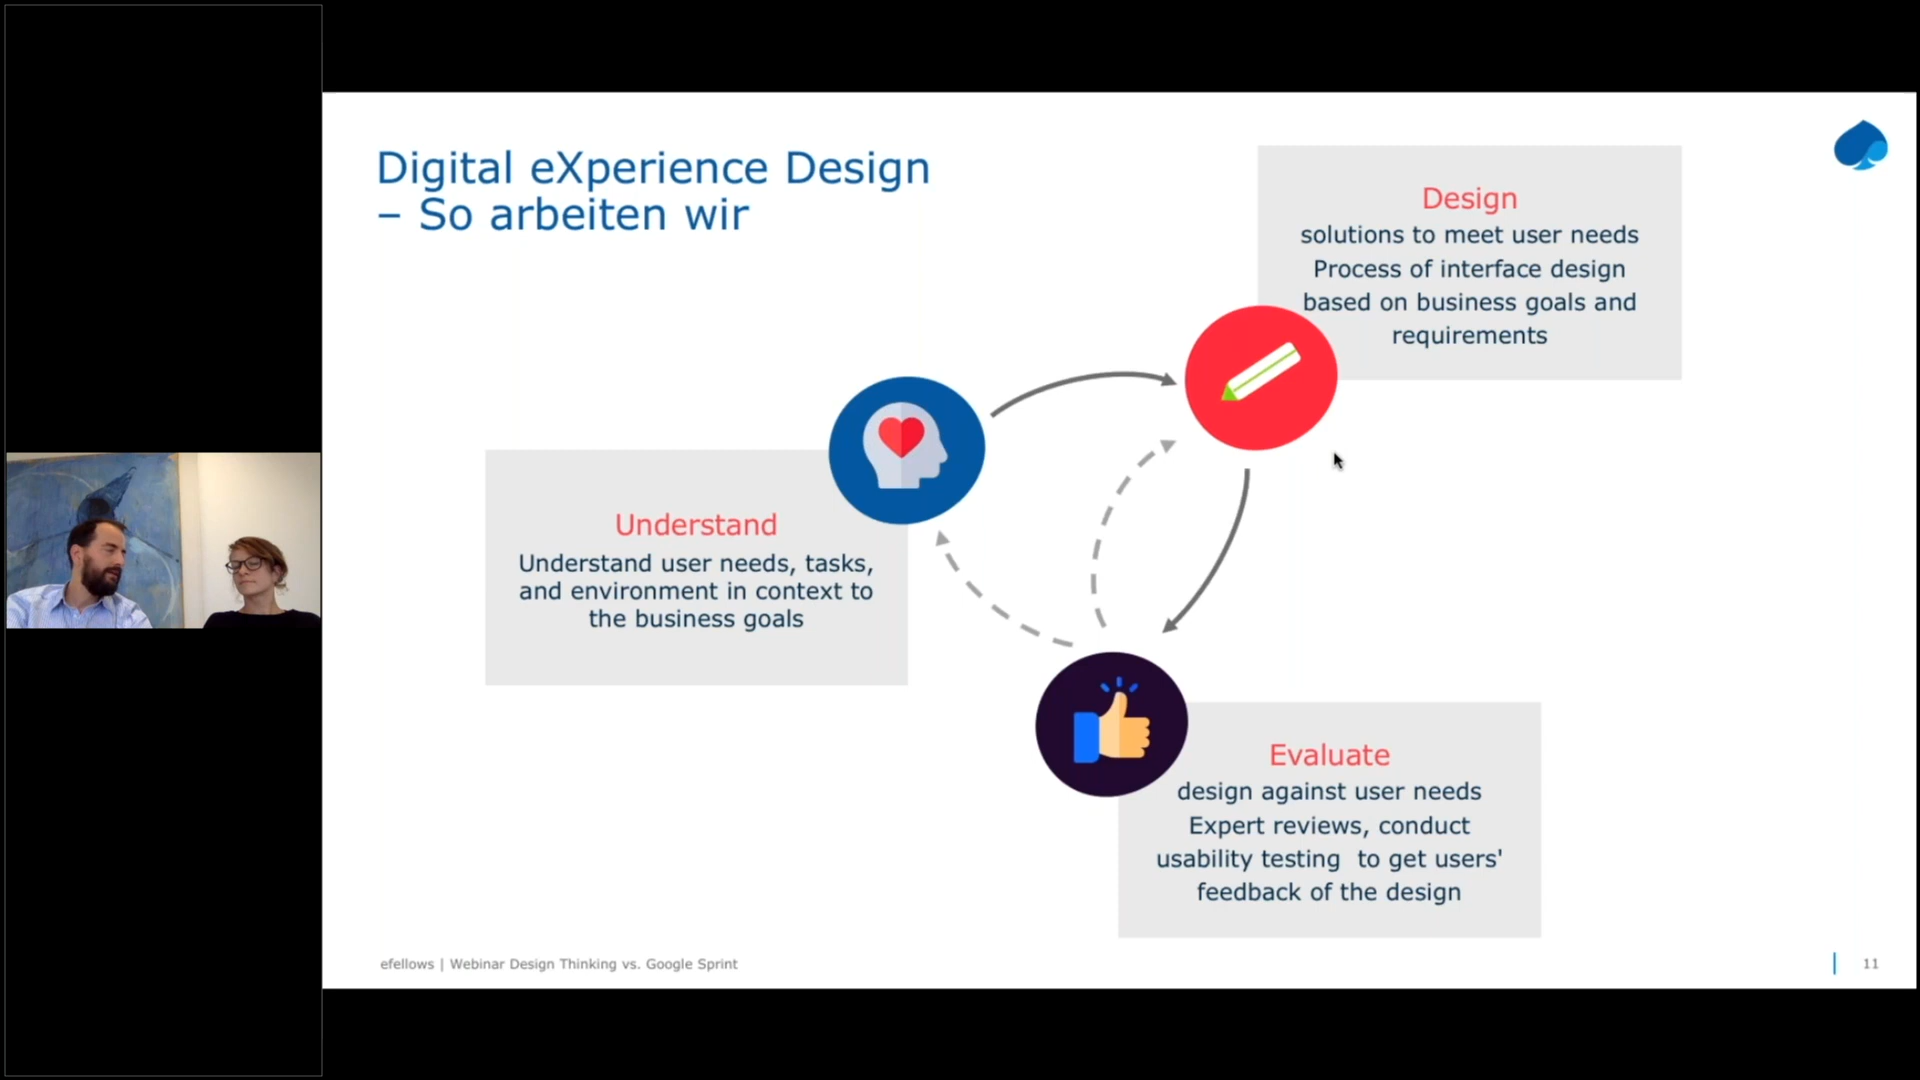 Digital eXperience Design
– So arbeiten wir
Design
solutions to meet user needs
Process of interface design
based on business goals and
requirements
Understand
Understand user needs, tasks,
and environment in context to
the business goals
Evaluate
design against user needs
Expert reviews, conduct
usability testing  to get users'
feedback of the design
efellows | Webinar Design Thinking vs. Google Sprint
11